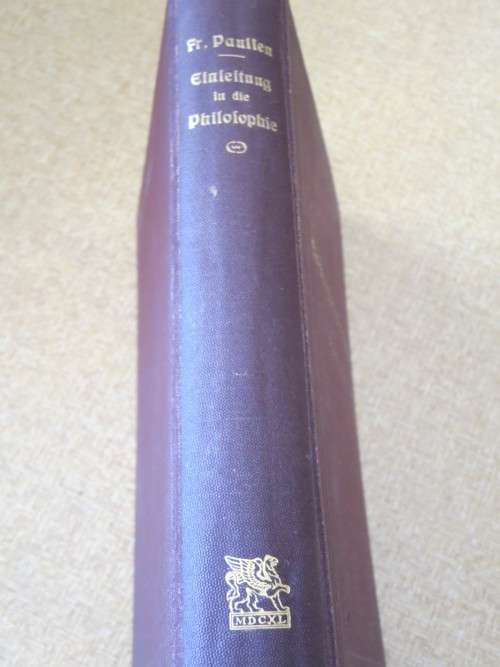 Fr. Paulſen
Einleitung
in die
Philoſophie
MDCXL